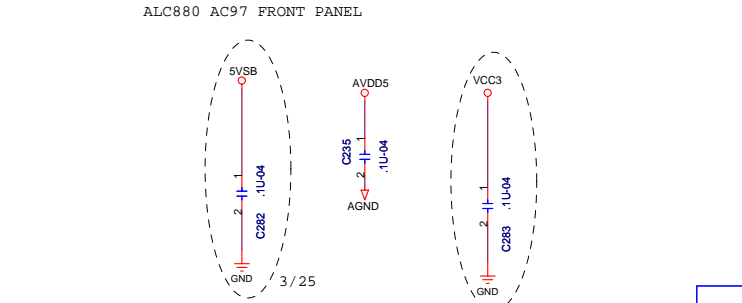 ALC880 AC97 FRONT PANEL
5VSB
1
.1U-04
2
C282
GND
3/25
AVDD5
1
C235
.1U-04
2
AGND
VCC3
1
.1U-04
2
C283
GND